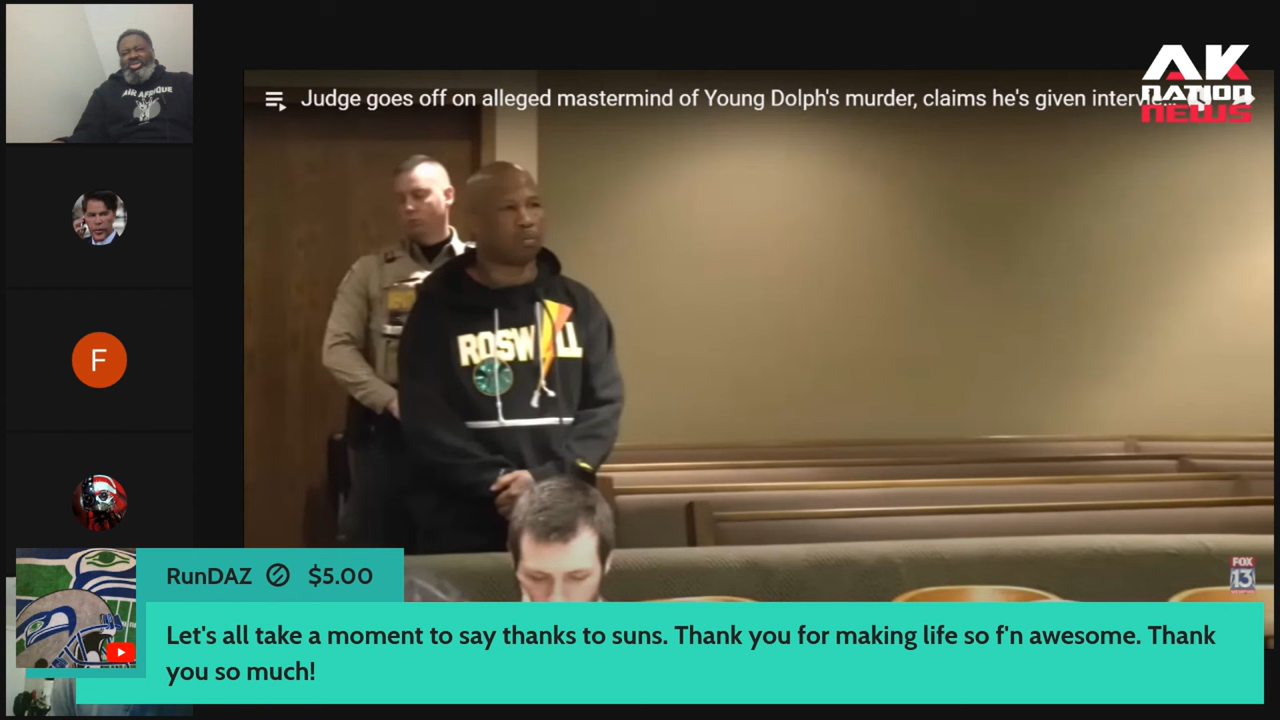 AIR AFRIQUE
AK
NATION
NEWS
Judge goes off on alleged mastermind of Young Dolph's murder, claims he's given intervie...
ROSWELL
F
FOX
13
RunDAZ $5.00
Let's all take a moment to say thanks to suns. Thank you for making life so f'n awesome. Thank
you so much!